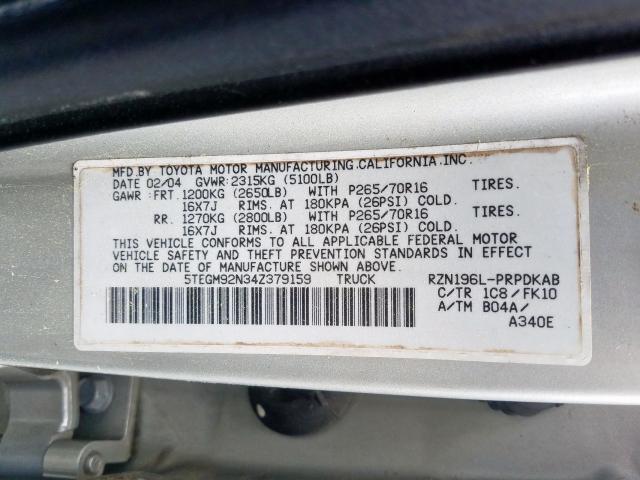 MFD.BY TOYOTA MOTOR MANUFACTURING.CALIFORNIA.INC.
DATE 02/04 GVWR:2315KG (5100LB)
GAWR :FRT.1200KG (2650LB) WITH P265/70R16 TIRES.
16X7J RIMS. AT 180KPA (26PSI) COLD.
RR. 1270KG (2800LB) WITH P265/70R16 TIRES.
16X7J RIMS. AT 180KPA (26PSI) COLD.
THIS VEHICLE CONFORMS TO ALL APPLICABLE FEDERAL MOTOR
VEHICLE SAFETY AND THEFT PREVENTION STANDARDS IN EFFECT
ON THE DATE OF MANUFACTURE SHOWN ABOVE.
5TEGM92N34Z379159 TRUCK RZN196L-PRPDKAB
C/TR 1C8/FK10
A/TM B04A/
A340E